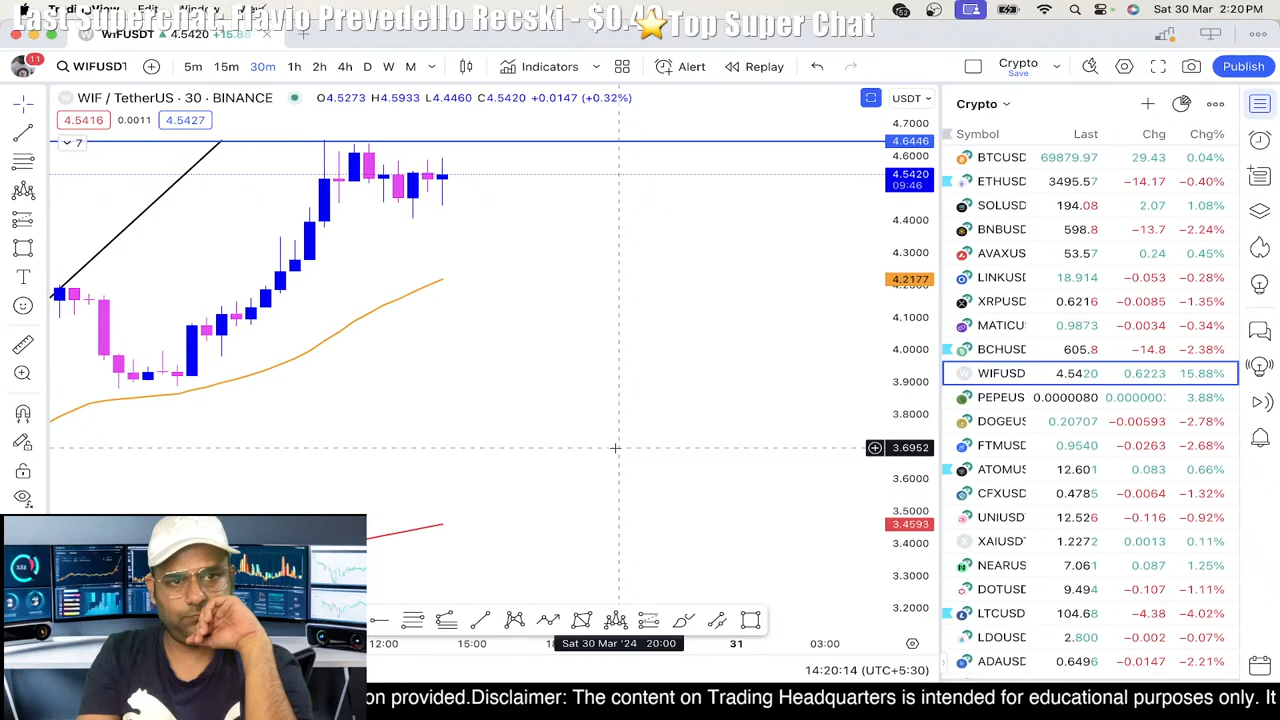 TradingView Edit View Window
Last Superchat: Flávio Prevedello Recski - $0.40
⭐Top Super Chat
Sat 30 Mar 2:20 PM
WIFUSDT ▲ 4.5420 +15.88
11
WIFUSDT
5m 15m 30m 1h 2h 4h D W M
Indicators
Alert
Replay
Crypto
Save
Publish
WIF / TetherUS · 30 · BINANCE
O4.5273 H4.5933 L4.4460 C4.5420 +0.0147 (+0.32%)
USDT
4.5416 0.0011 4.5427
7
4.7000
4.6446
4.6000
4.5420
09:46
4.4000
4.3000
4.2177
4.1000
4.0000
3.9000
3.8000
3.6952
3.6000
3.5000
3.4593
3.4000
3.3000
3.2000
12:00 15:00 Sat 30 Mar '24 20:00 31 03:00
14:20:14 (UTC+5:30)
Crypto
Symbol Last Chg Chg%
BTCUSD 69879.97 29.43 0.04%
ETHUSD 3495.57 −14.17 −0.40%
SOLUSD 194.08 2.07 1.08%
BNBUSD 598.8 −13.7 −2.24%
AVAXUS 53.57 0.24 0.45%
LINKUSD 18.914 −0.053 −0.28%
XRPUSD 0.6216 −0.0085 −1.35%
MATICU 0.9873 −0.0034 −0.34%
BCHUSD 605.8 −14.8 −2.38%
WIFUSD 4.5420 0.6223 15.88%
PEPEUS 0.0000080 0.000000 3.88%
DOGEU 0.20707 −0.00593 −2.78%
FTMUSD 0.9540 −0.0263 −2.68%
ATOMU 12.601 0.083 0.66%
CFXUSD 0.4785 −0.0064 −1.32%
UNIUSD 12.526 −0.116 −0.92%
XAIUSD 1.2272 0.0013 0.11%
NEARUS 7.061 0.087 1.25%
DOTUSD 9.494 −0.107 −1.11%
LTCUSD 104.68 −4.38 −4.02%
LDOUSD 2.800 −0.002 −0.07%
ADAUSD 0.6496 −0.0147 −2.21%
on provided.Disclaimer: The content on Trading Headquarters is intended for educational purposes only. It